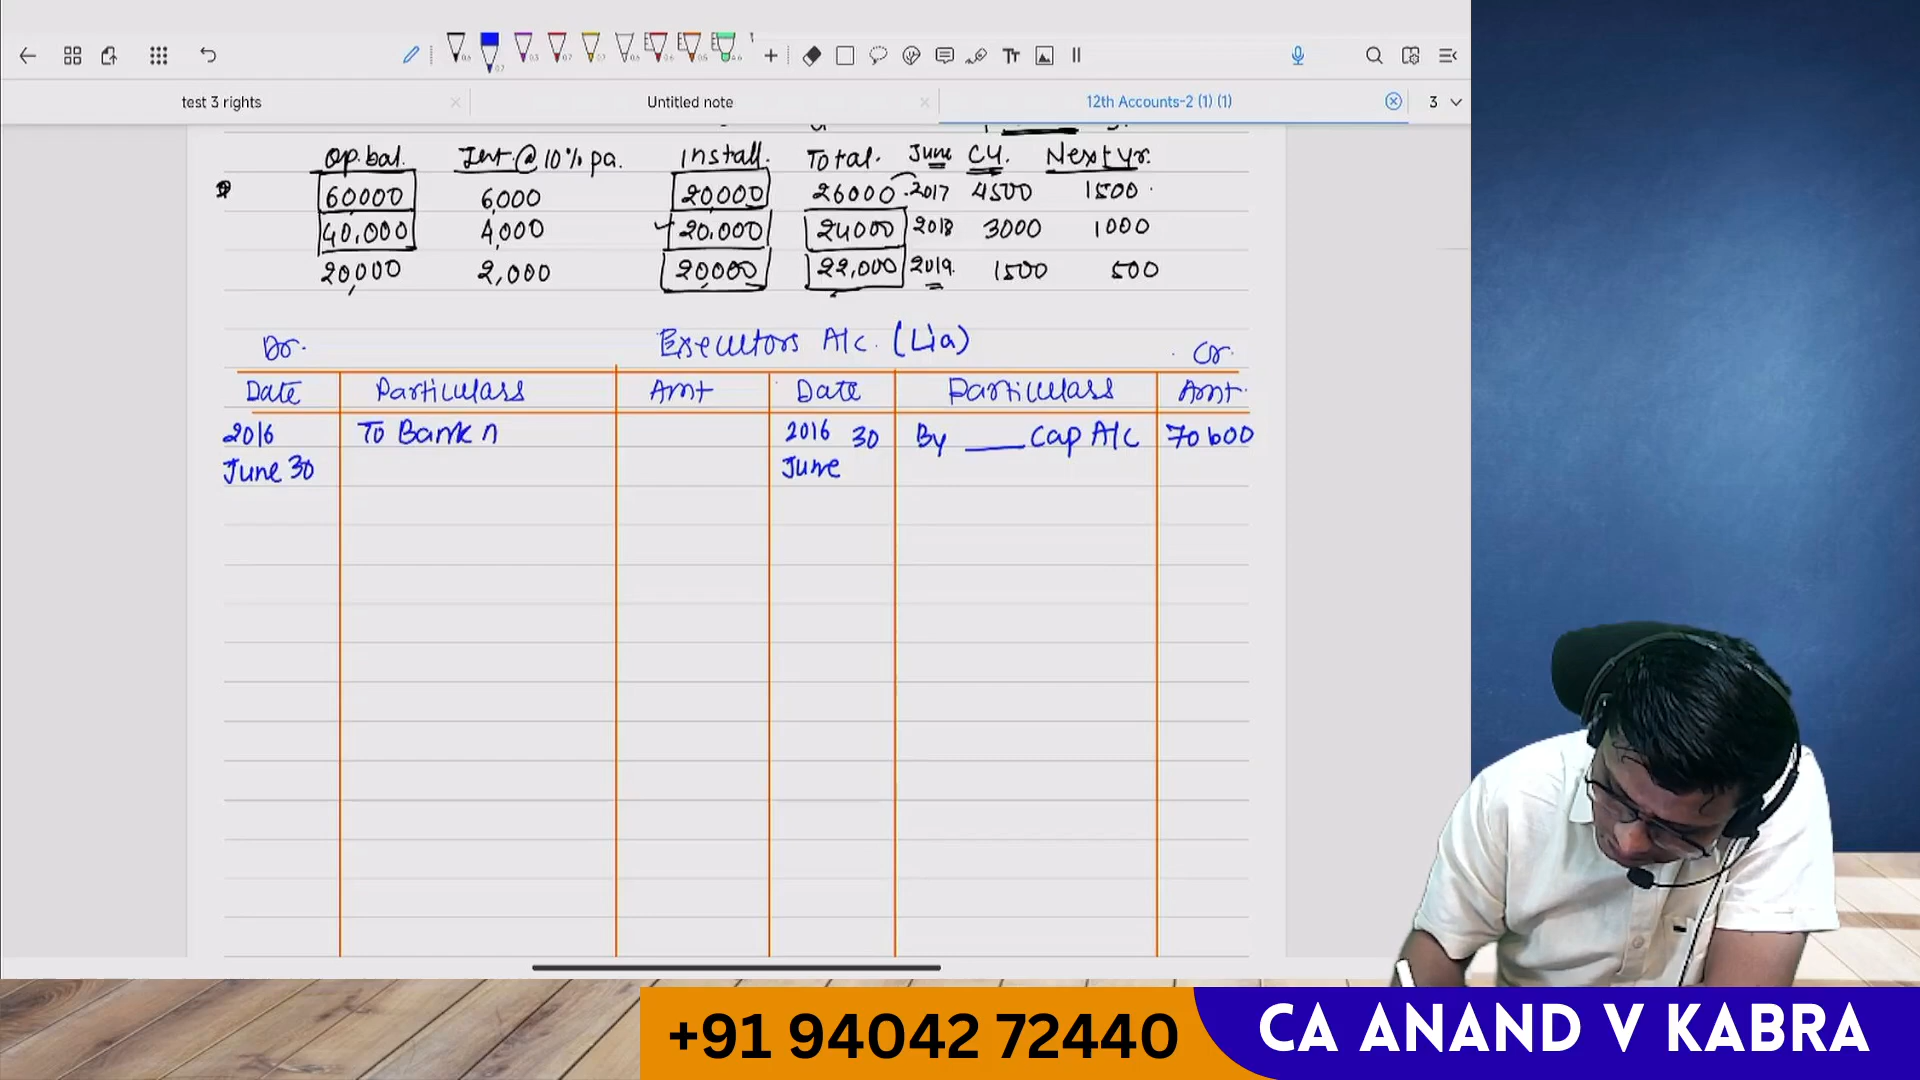 test 3 rights
Untitled note
12th Accounts-2 (1) (1)
3
Op. bal. Int. @ 10% pa. Install. Total. June C.Y. Next yr.
60000 6,000 20000 26000 2017 4500 1500
40,000 4,000 20,000 24000 2018 3000 1000
20,000 2,000 20000 22,000 2019. 1500 500
Dr. Executors A/c. (Lia) Cr.
Date Particulars Amt Date Particulars Amt.
2016 To Bank 2016 30 By ____ Cap A/c 70600
June 30 June
+91 94042 72440
CA ANAND V KABRA